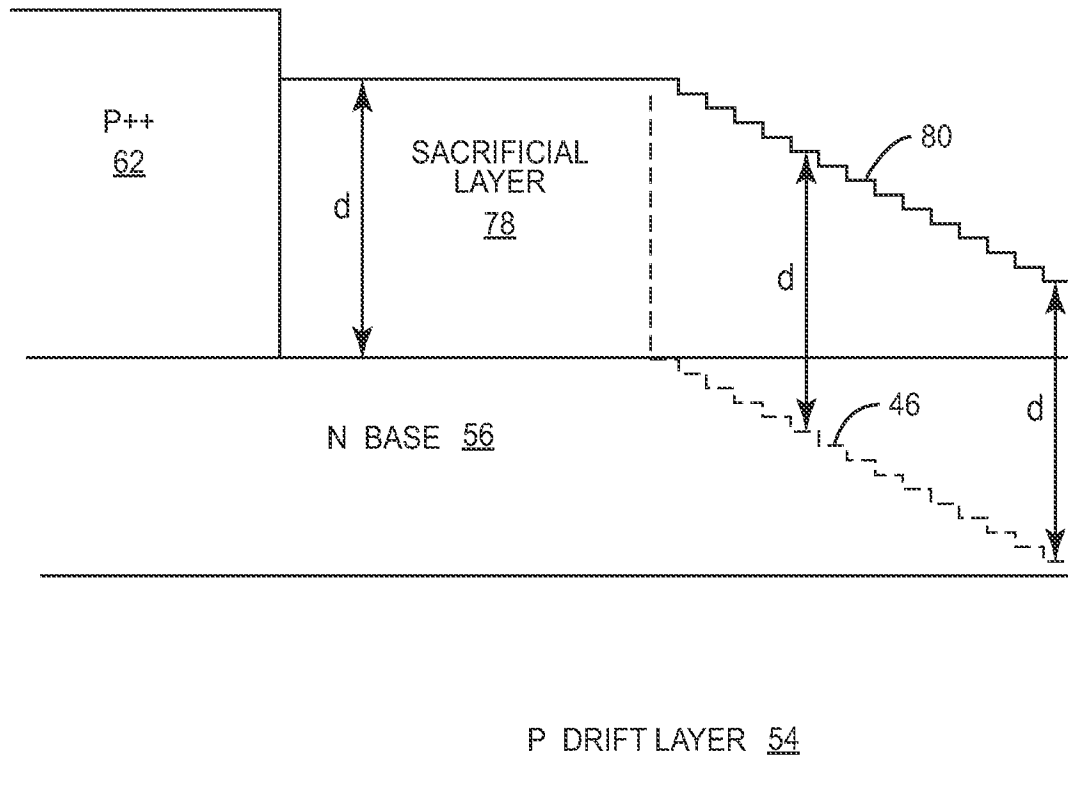 P++
62
SACRIFICIAL
LAYER
78
d
80
d
46
d
N BASE 56
P DRIFT LAYER 54